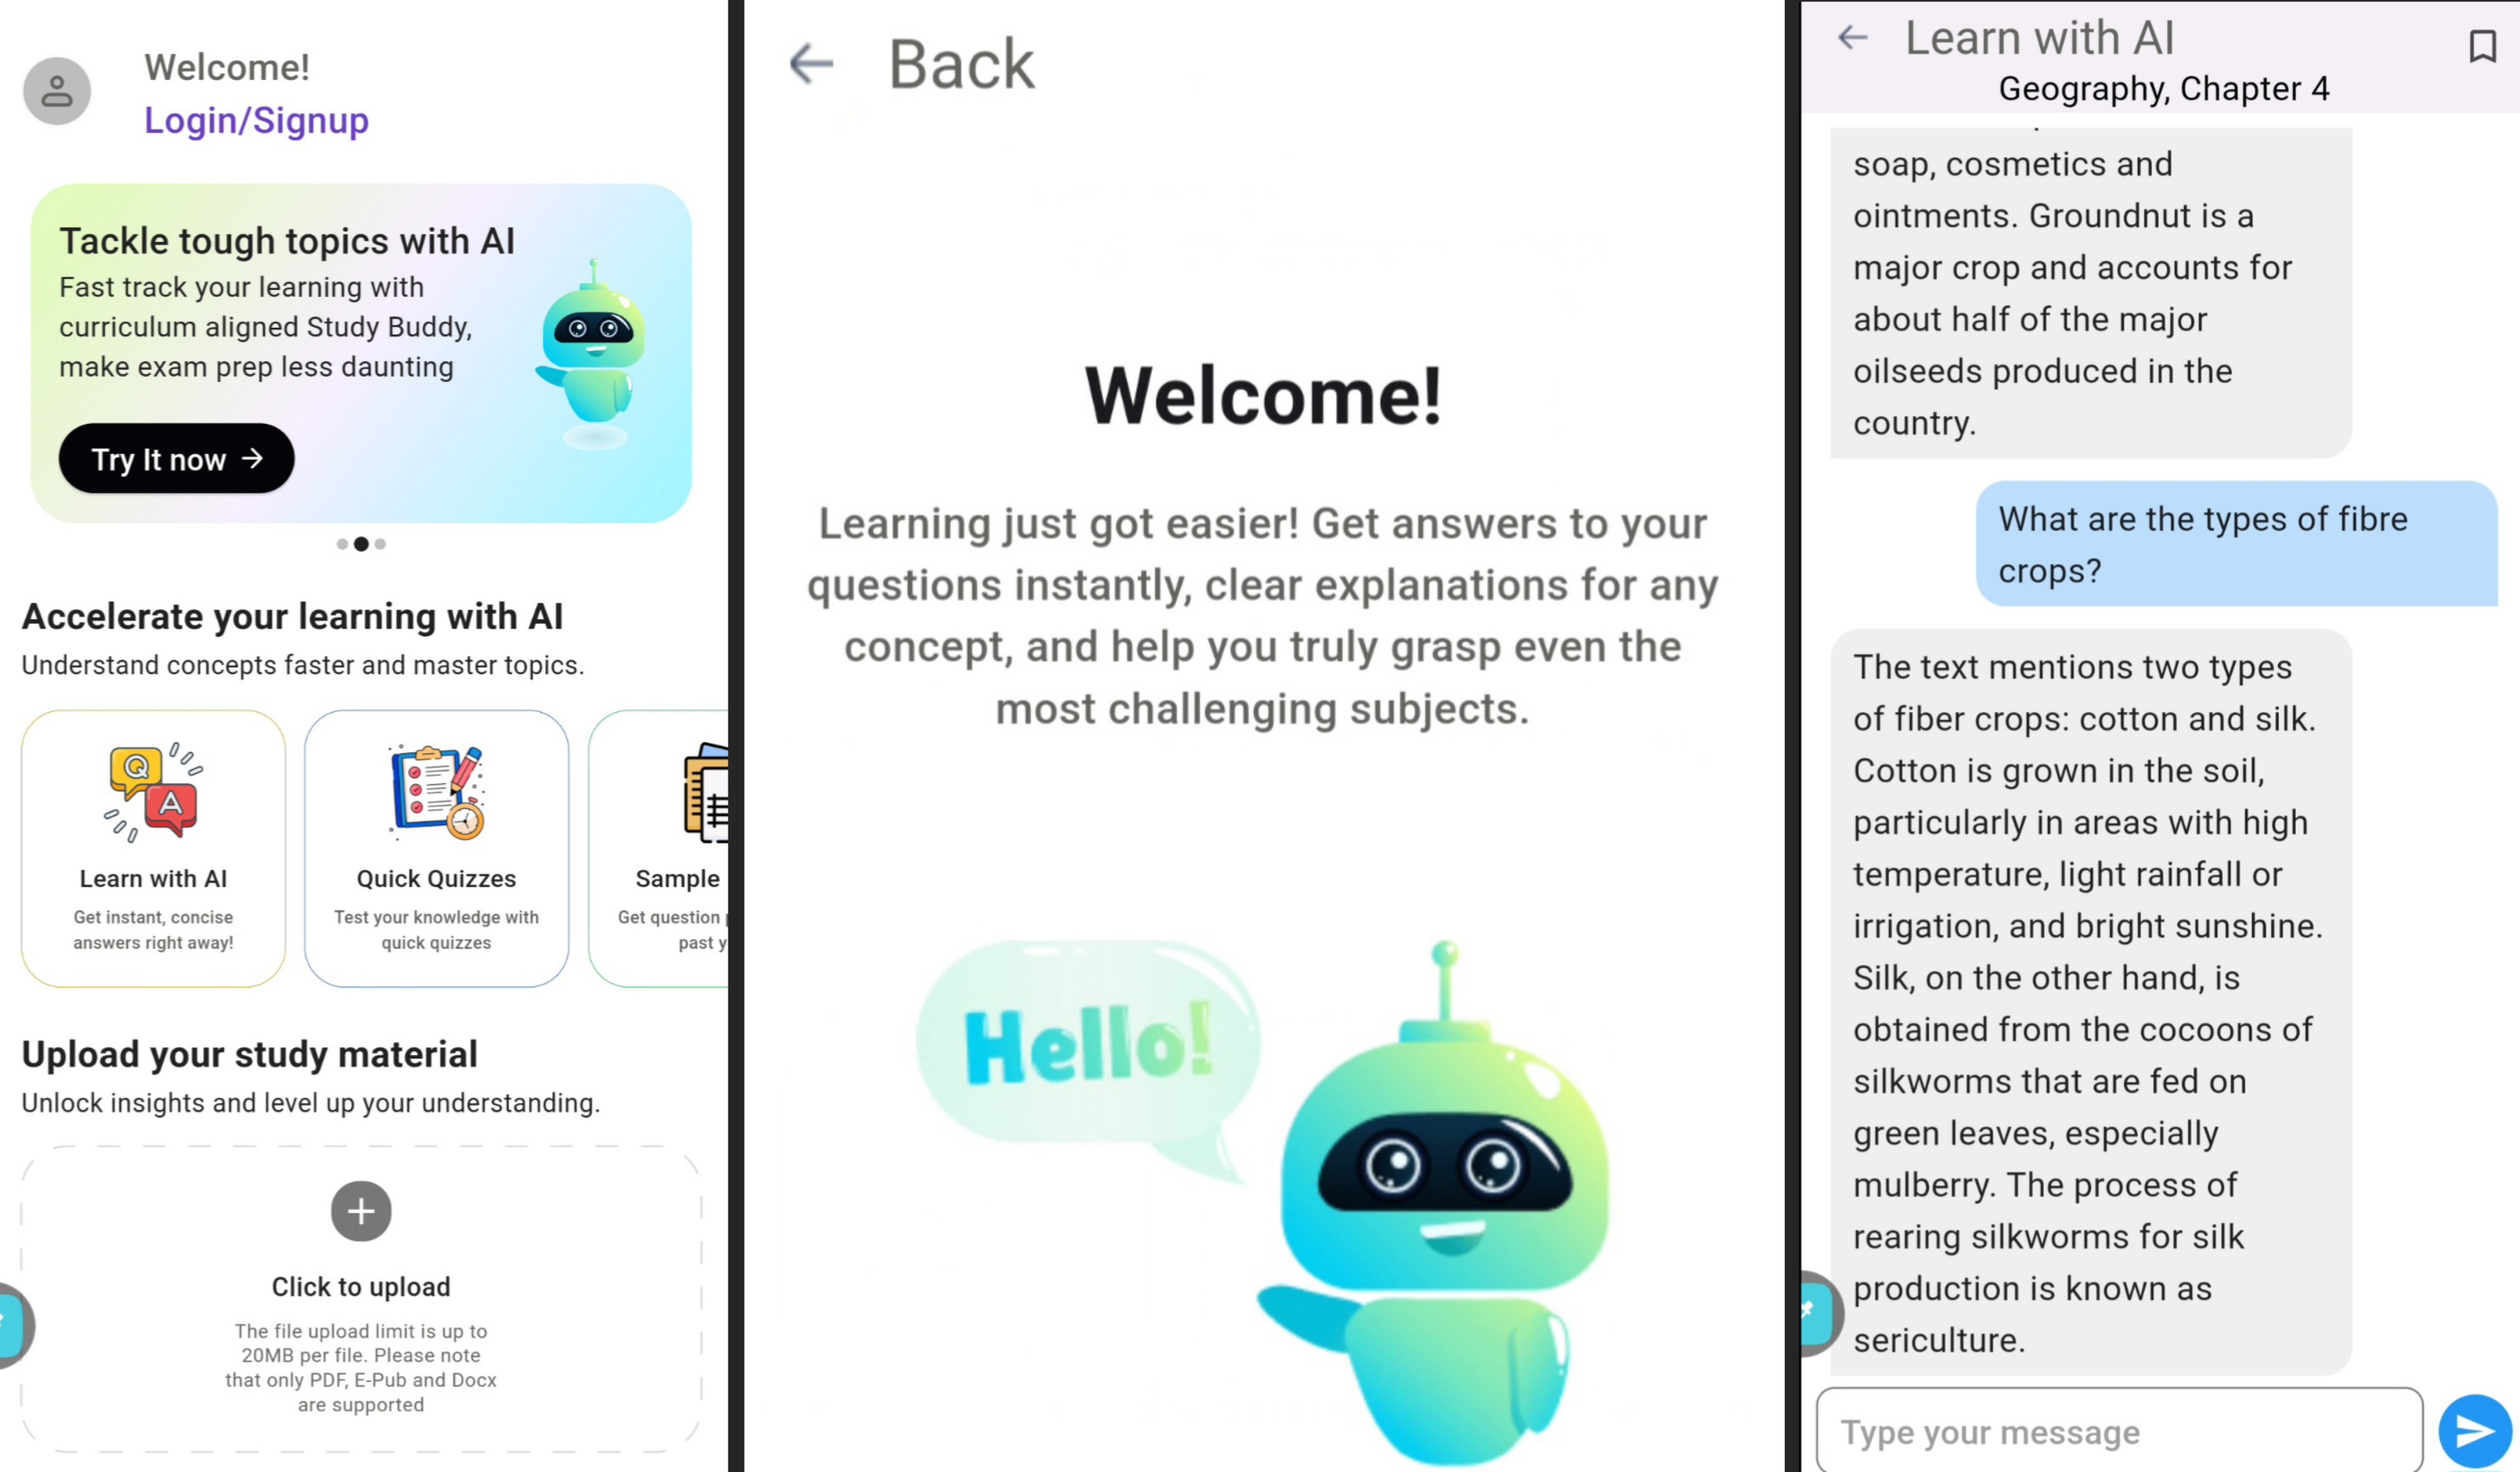 Welcome!
Login/Signup
Tackle tough topics with AI
Fast track your learning with
curriculum aligned Study Buddy,
make exam prep less daunting
Try It now
Accelerate your learning with AI
Understand concepts faster and master topics.
Q
A
Learn with AI
Get instant, concise
answers right away!
Quick Quizzes
Test your knowledge with
quick quizzes
Sample
Get question
past
Upload your study material
Unlock insights and level up your understanding.
Click to upload
The file upload limit is up to
20MB per file. Please note
that only PDF, E-Pub and Docx
are supported
Back
Welcome!
Learning just got easier! Get answers to your
questions instantly, clear explanations for any
concept, and help you truly grasp even the
most challenging subjects.
Hello!
Learn with AI
Geography, Chapter 4
soap, cosmetics and
ointments. Groundnut is a
major crop and accounts for
about half of the major
oilseeds produced in the
country.
What are the types of fibre
crops?
The text mentions two types
of fiber crops: cotton and silk.
Cotton is grown in the soil,
particularly in areas with high
temperature, light rainfall or
irrigation, and bright sunshine.
Silk, on the other hand, is
obtained from the cocoons of
silkworms that are fed on
green leaves, especially
mulberry. The process of
rearing silkworms for silk
production is known as
sericulture.
Type your message